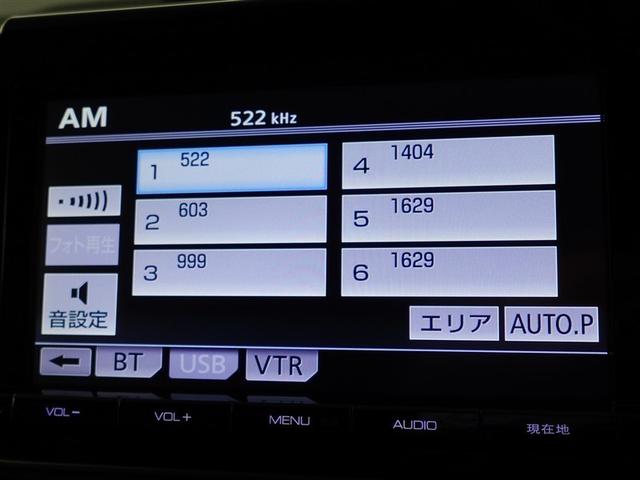 AM
522 kHz
1 522
4 1404
2 603
5 1629
3 999
6 1629
フォト再生
音設定
エリア
AUTO.P
BT
USB
VTR
VOL−
VOL+
MENU
AUDIO
現在地